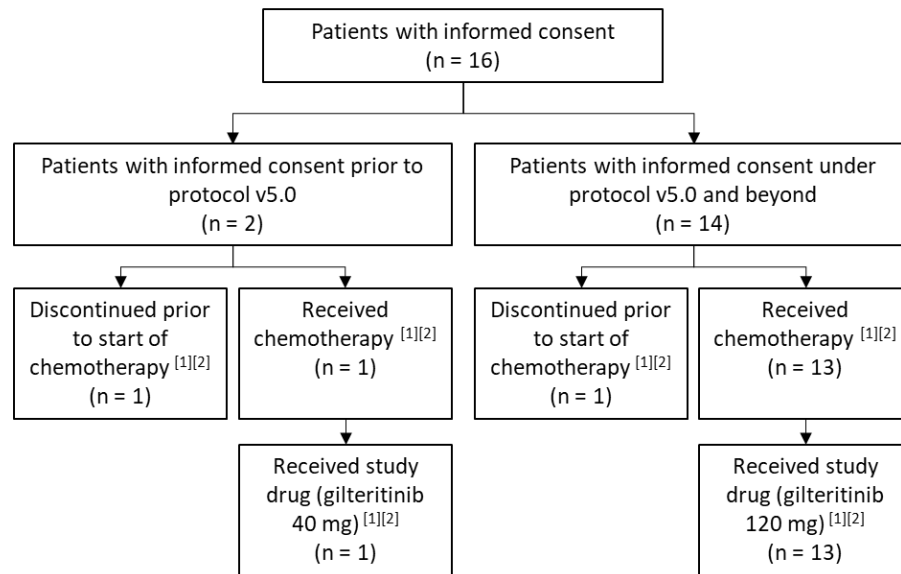 Patients with informed consent
(n = 16)
Patients with informed consent prior to
protocol v5.0
(n = 2)
Patients with informed consent under
protocol v5.0 and beyond
(n = 14)
Discontinued prior
to start of
chemotherapy [1][2]
(n = 1)
Received
chemotherapy [1][2]
(n = 1)
Discontinued prior
to start of
chemotherapy [1][2]
(n = 1)
Received
chemotherapy [1][2]
(n = 13)
Received study
drug (gilteritinib
40 mg) [1][2]
(n = 1)
Received study
drug (gilteritinib
120 mg) [1][2]
(n = 13)